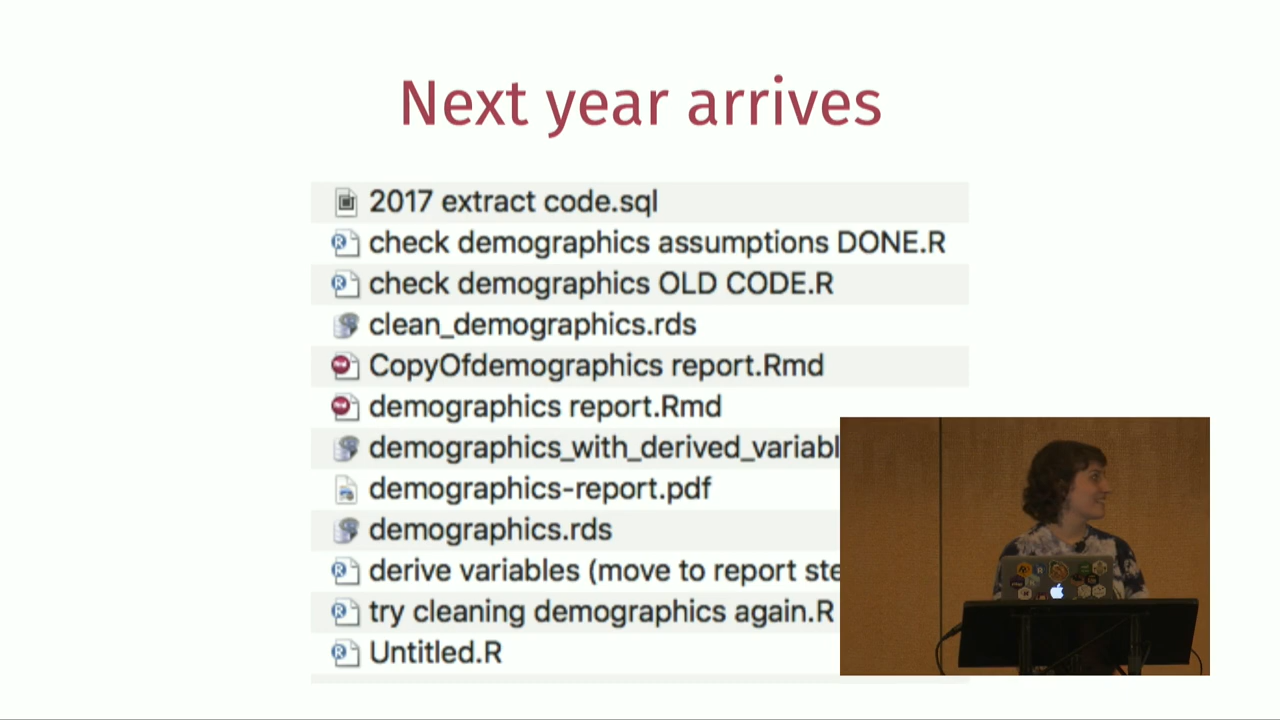 Next year arrives
2017 extract code.sql
check demographics assumptions DONE.R
check demographics OLD CODE.R
clean_demographics.rds
CopyOfdemographics report.Rmd
demographics report.Rmd
demographics_with_derived_variabl
demographics-report.pdf
demographics.rds
derive variables (move to report ste
try cleaning demographics again.R
Untitled.R